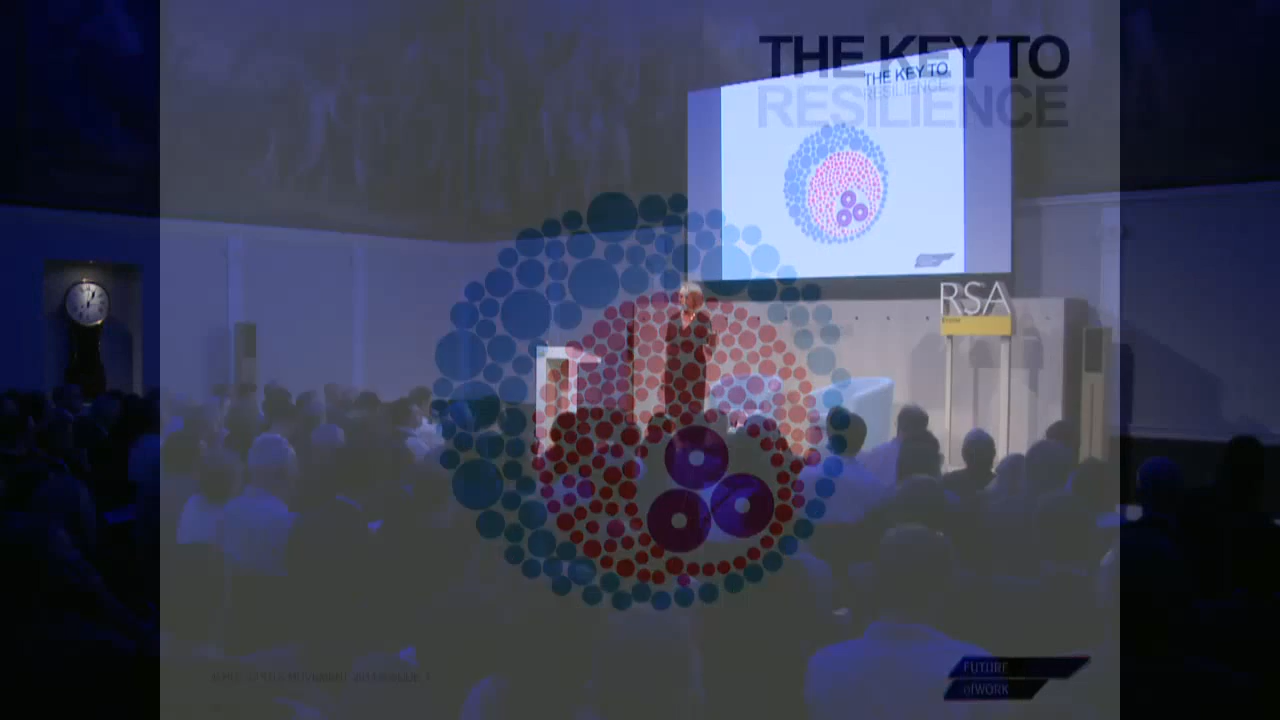 THE KEY TO
RESILIENCE
THE KEY TO
RESILIENCE
RSA
FUTURE
of WORK